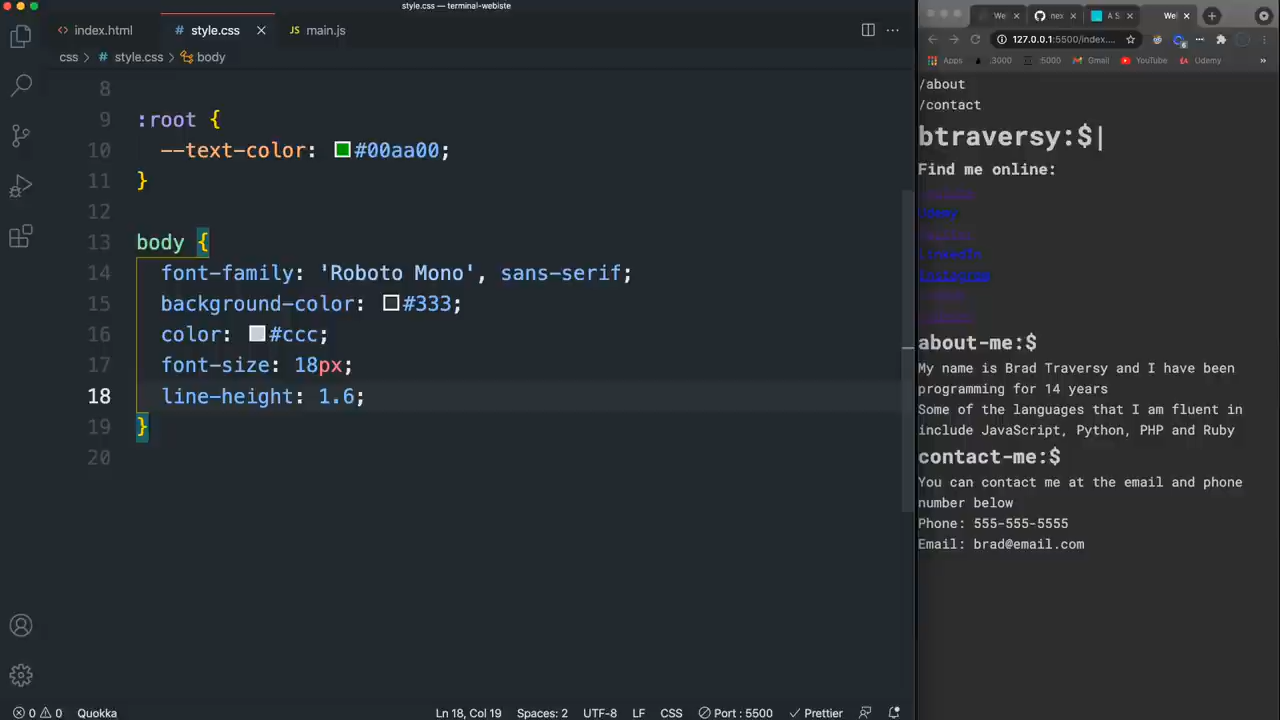 style.css — terminal-webiste
index.html
style.css
main.js
css > style.css > body
8
9 :root {
10 --text-color: #00aa00;
11 }
12
13 body {
14 font-family: 'Roboto Mono', sans-serif;
15 background-color: #333;
16 color: #ccc;
17 font-size: 18px;
18 line-height: 1.6;
19 }
20
0 0 Quokka Ln 18, Col 19 Spaces: 2 UTF-8 LF CSS Port : 5500 Prettier
We
nex
A S
Wel
127.0.0.1:5500/index....
Apps :3000 :5000 Gmail YouTube Udemy
/about
/contact
btraversy:$|
Find me online:
Udemy
LinkedIn
Instagram
about-me:$
My name is Brad Traversy and I have been
programming for 14 years
Some of the languages that I am fluent in
include JavaScript, Python, PHP and Ruby
contact-me:$
You can contact me at the email and phone
number below
Phone: 555-555-5555
Email: brad@email.com